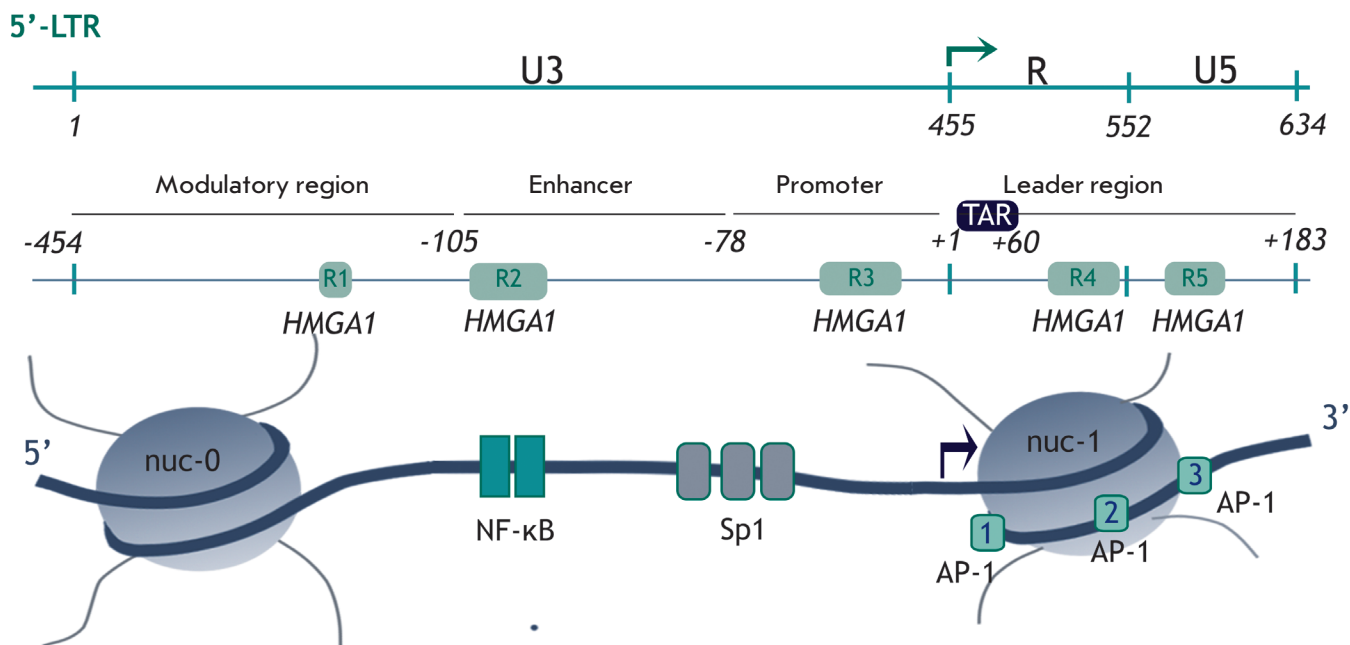 5’-LTR
U3 R U5
1 455 552 634
Modulatory region Enhancer Promoter Leader region
TAR
-454 -105 -78 +1 +60 +183
R1 R2 R3 R4 R5
HMGA1 HMGA1 HMGA1 HMGA1 HMGA1
5’ nuc-0 nuc-1 3’
NF-κB Sp1
1 2 3
AP-1 AP-1 AP-1